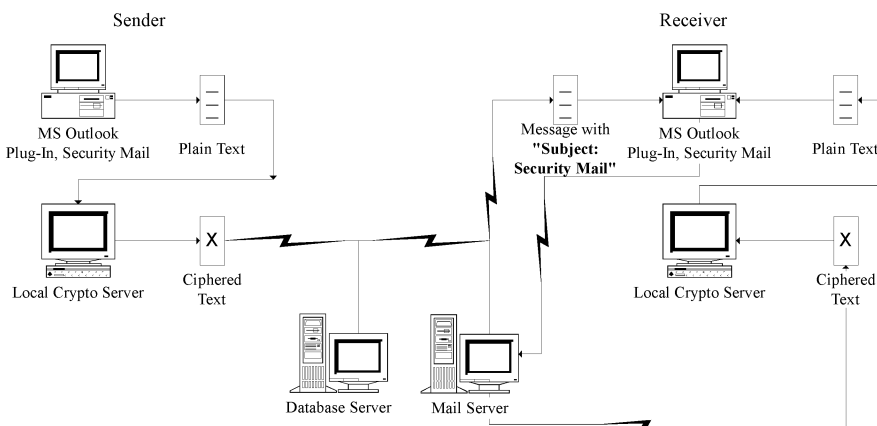 Sender
Receiver
MS Outlook
Plug-In, Security Mail
Plain Text
Message with
"Subject:
Security Mail"
MS Outlook
Plug-In, Security Mail
Plain Text
Local Crypto Server
X
Ciphered
Text
Local Crypto Server
X
Ciphered
Text
Database Server
Mail Server